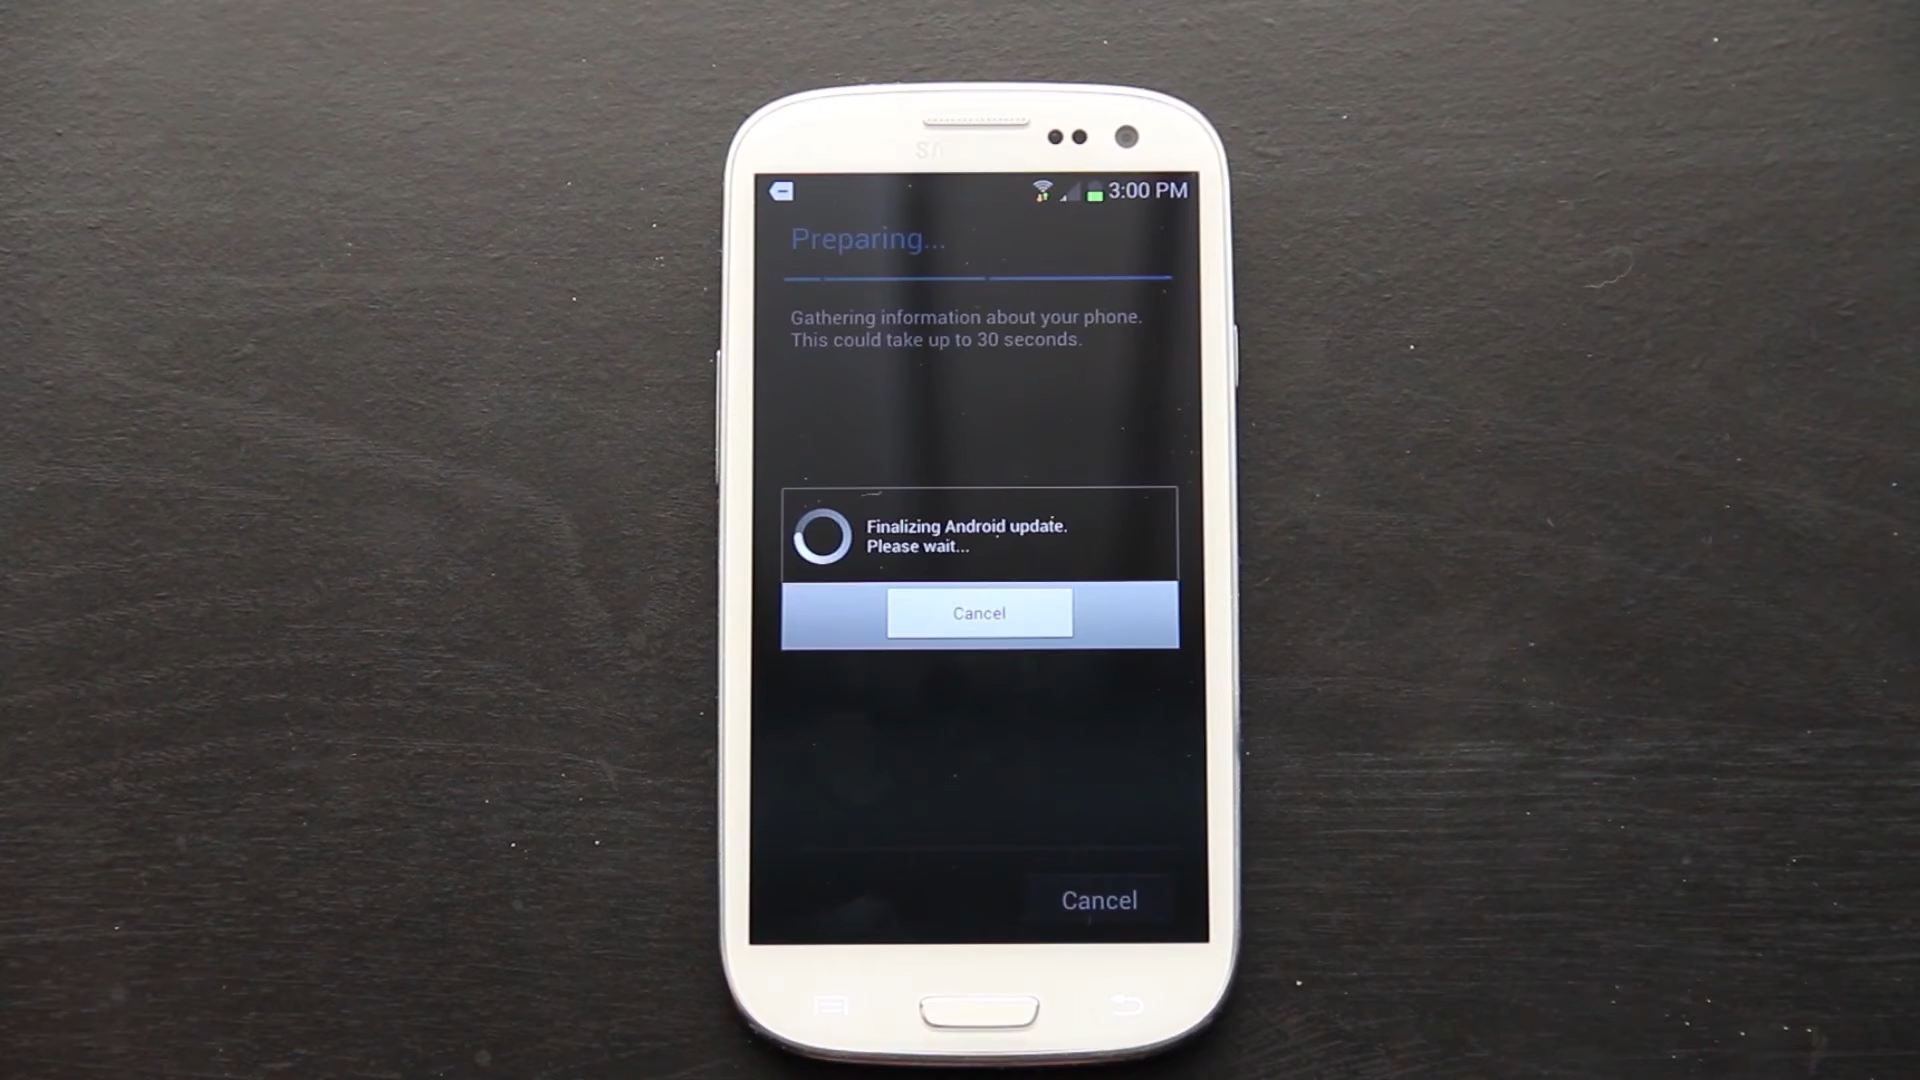 3:00 PM
Preparing...
Gathering information about your phone.
This could take up to 30 seconds.
Finalizing Android update.
Please wait...
Cancel
Cancel